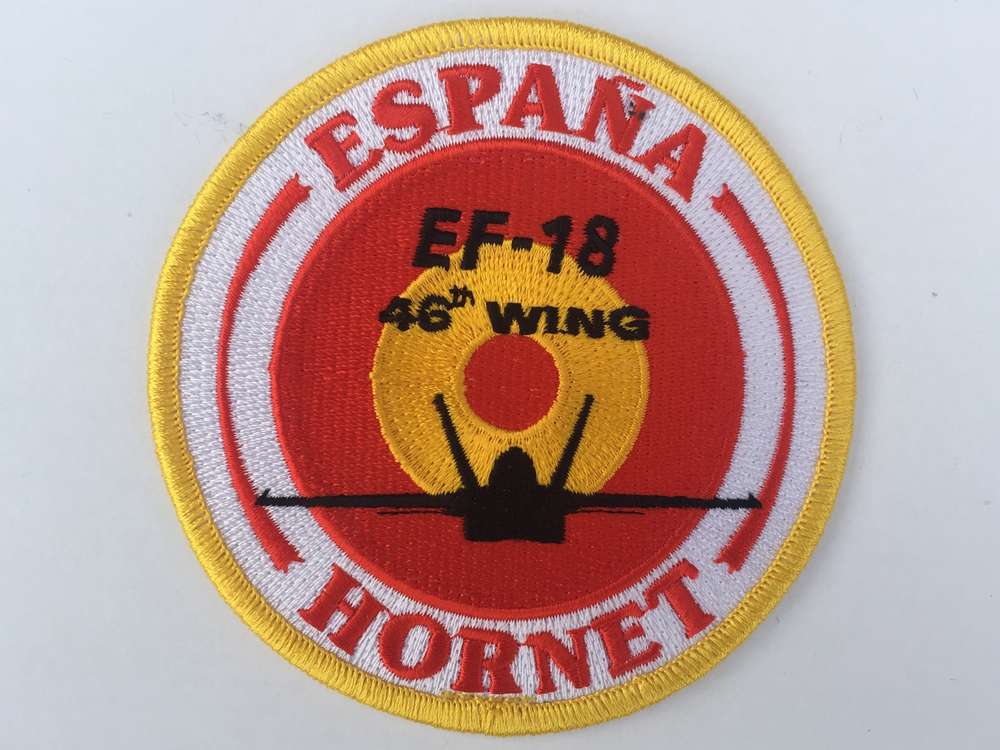 ESPAÑA
EF-18
46th WING
HORNET